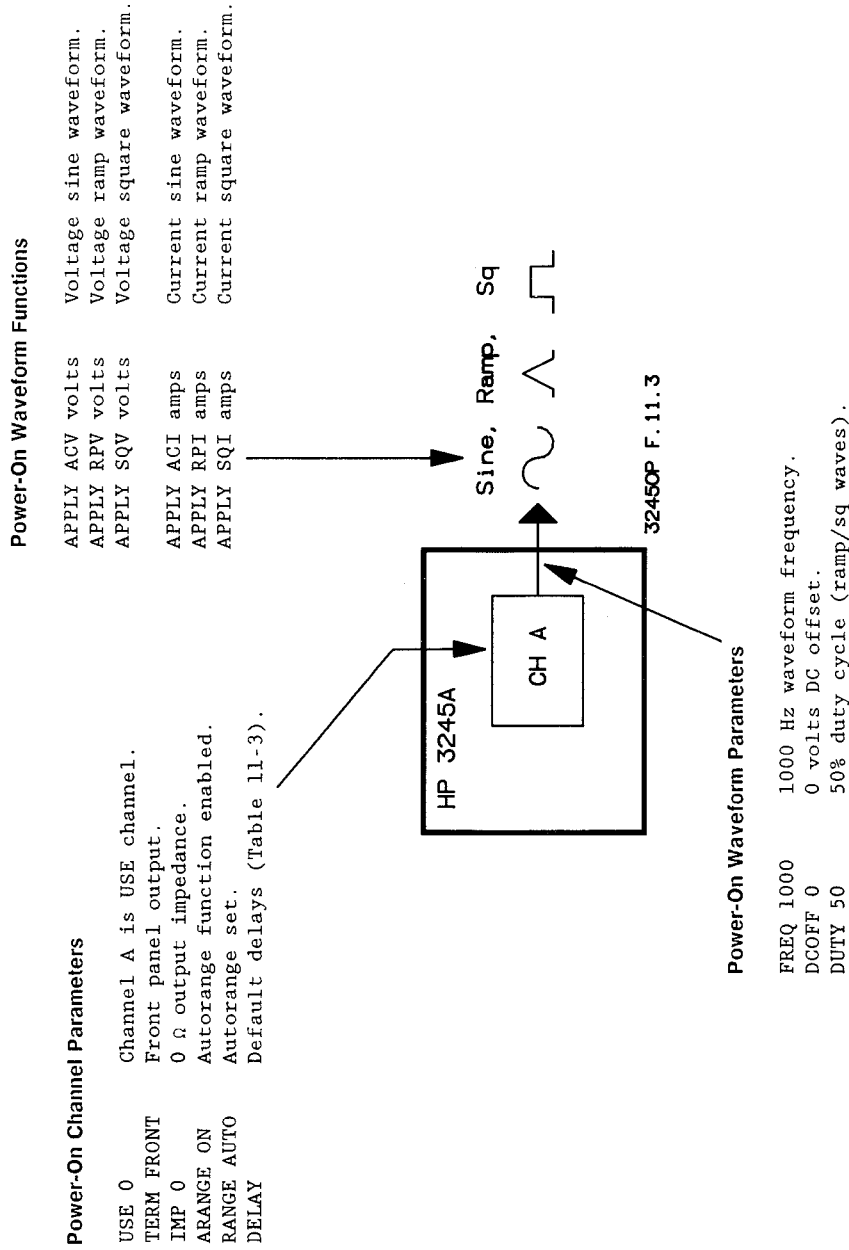 Power-On Channel Parameters
USE 0 Channel A is USE channel.
TERM FRONT Front panel output.
IMP 0 0 Ω output impedance.
ARANGE ON Autorange function enabled.
RANGE AUTO Autorange set.
DELAY Default delays (Table 11-3).
Power-On Waveform Functions
APPLY ACV volts Voltage sine waveform.
APPLY RPV volts Voltage ramp waveform.
APPLY SQV volts Voltage square waveform.
APPLY ACI amps Current sine waveform.
APPLY RPI amps Current ramp waveform.
APPLY SQI amps Current square waveform.
HP 3245A
CH A
Sine, Ramp, Sq
3245OP F.11.3
Power-On Waveform Parameters
FREQ 1000 1000 Hz waveform frequency.
DCOFF 0 0 volts DC offset.
DUTY 50 50% duty cycle (ramp/sq waves).